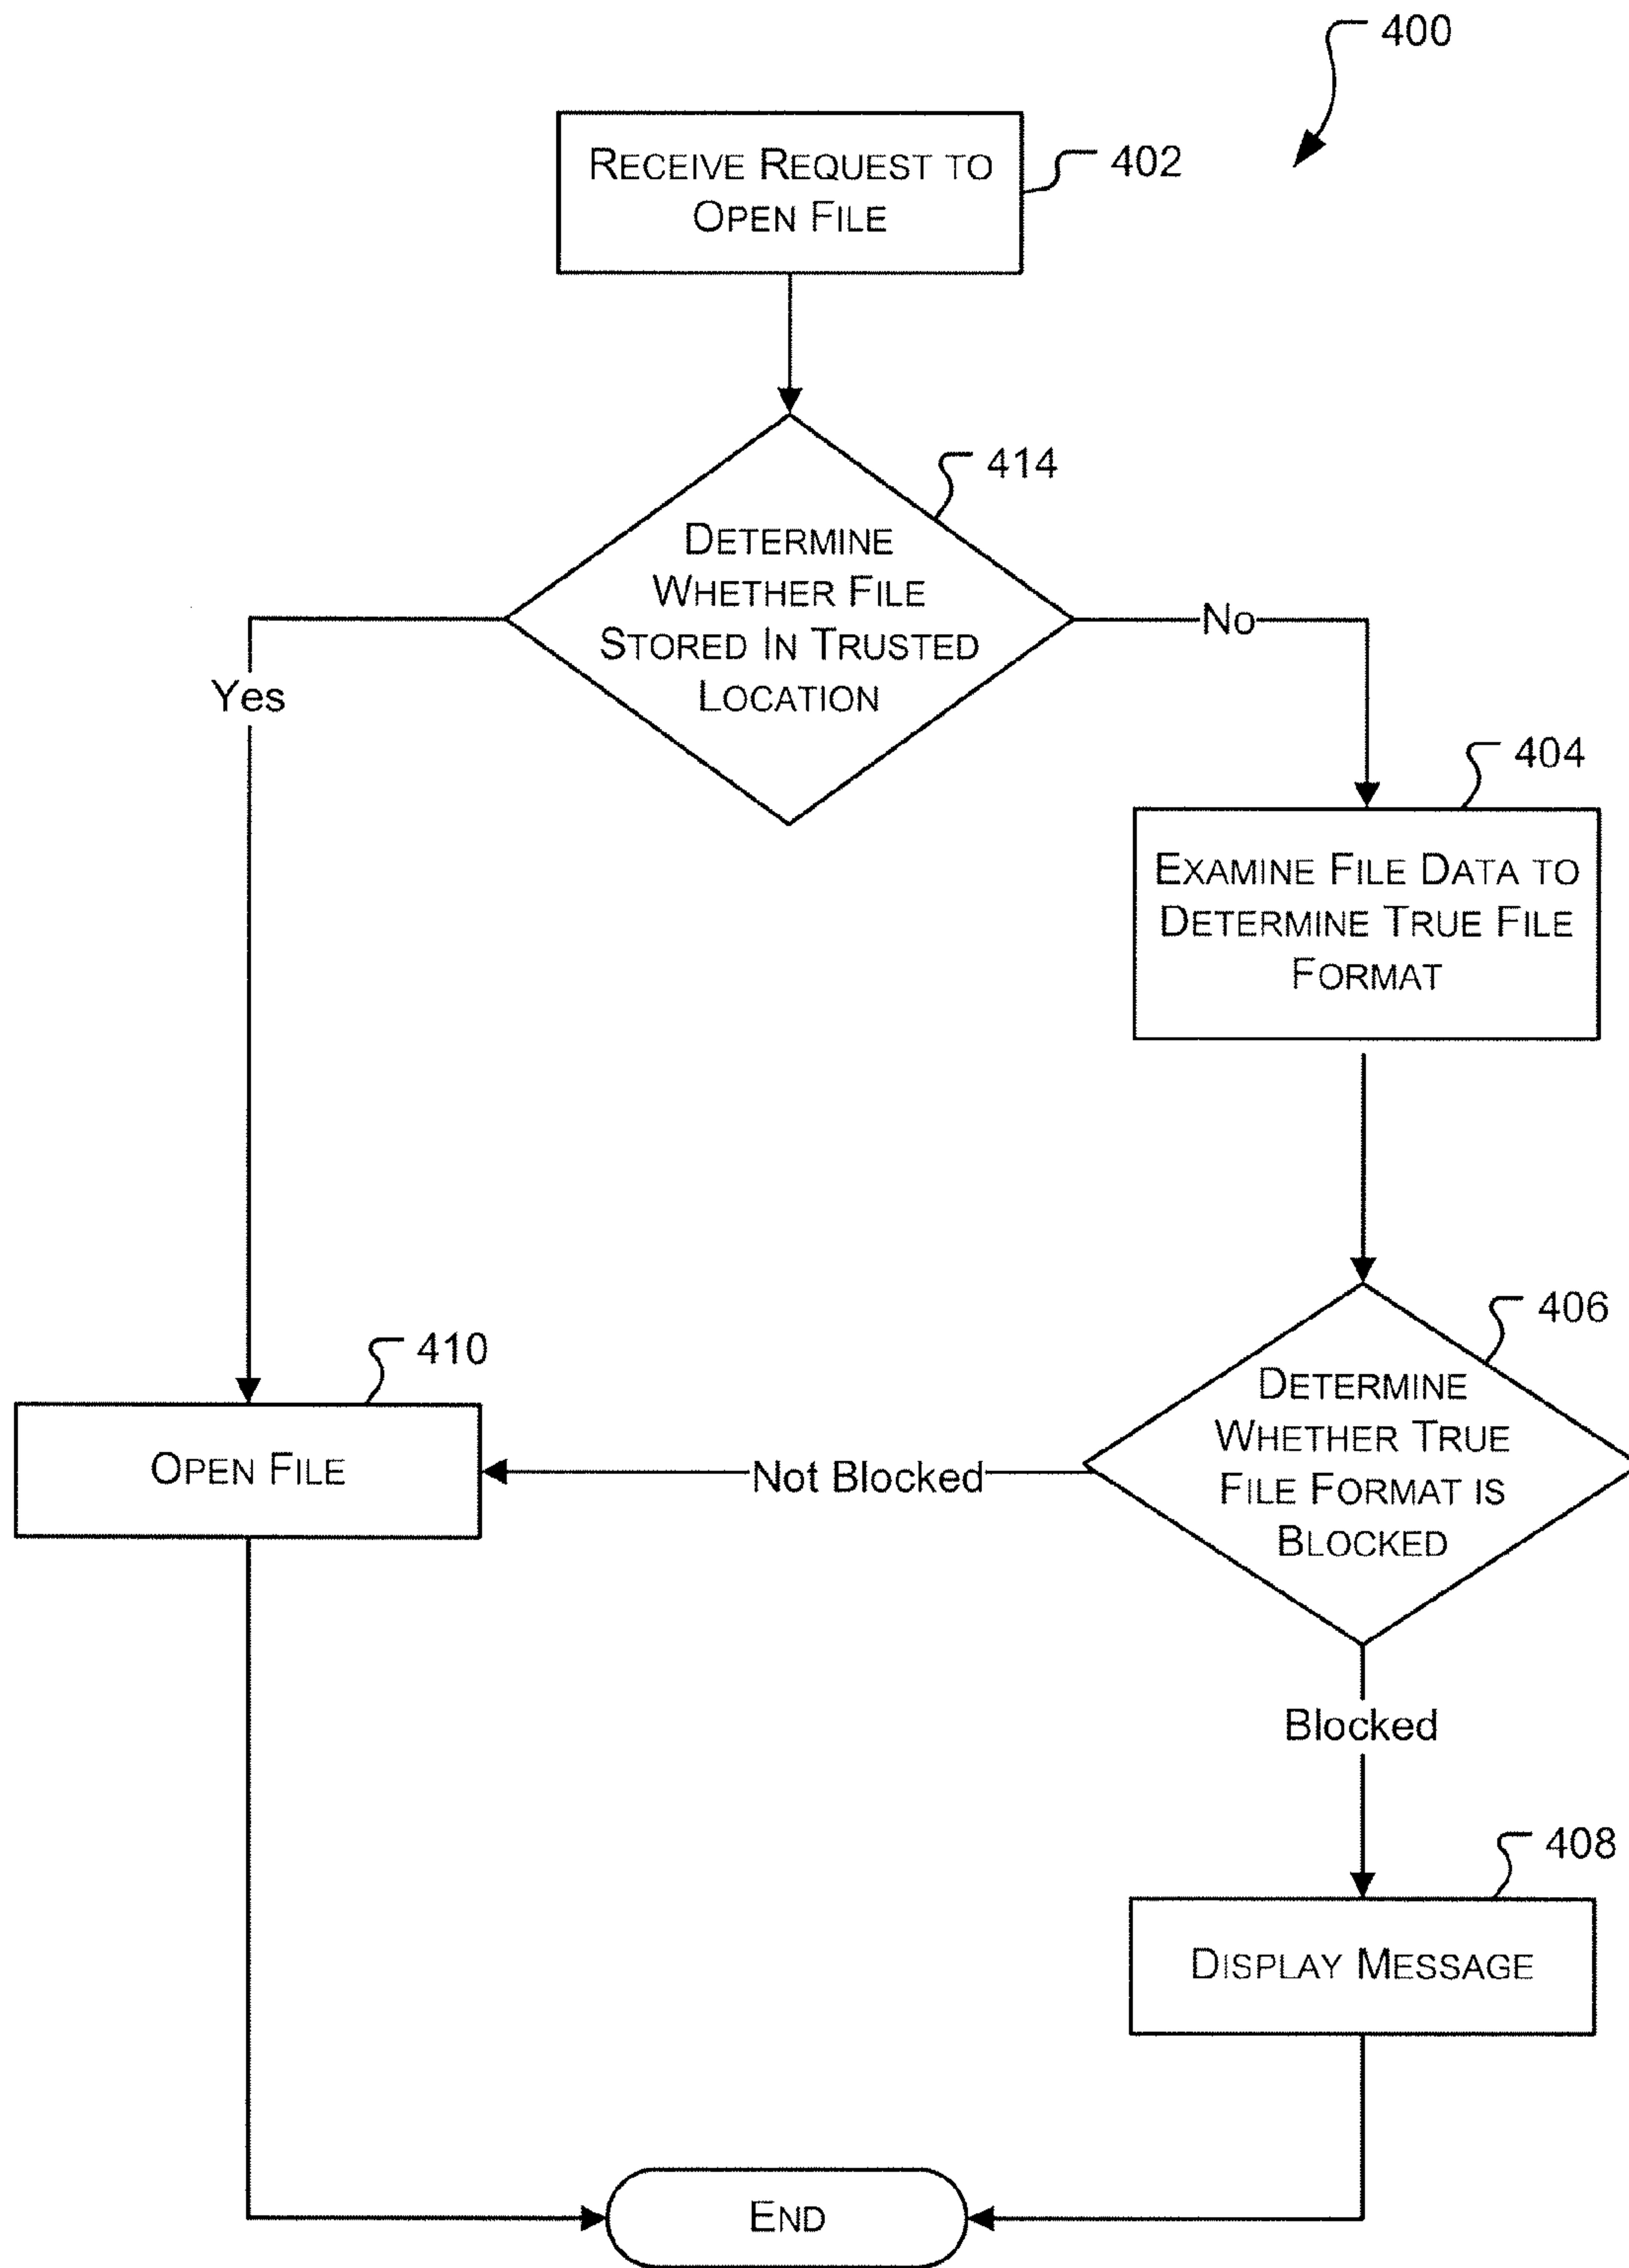 400
RECEIVE REQUEST TO
OPEN FILE
402
414
DETERMINE
WHETHER FILE
STORED IN TRUSTED
LOCATION
No
Yes
404
EXAMINE FILE DATA TO
DETERMINE TRUE FILE
FORMAT
406
DETERMINE
WHETHER TRUE
FILE FORMAT IS
BLOCKED
410
OPEN FILE
Not Blocked
Blocked
408
DISPLAY MESSAGE
END